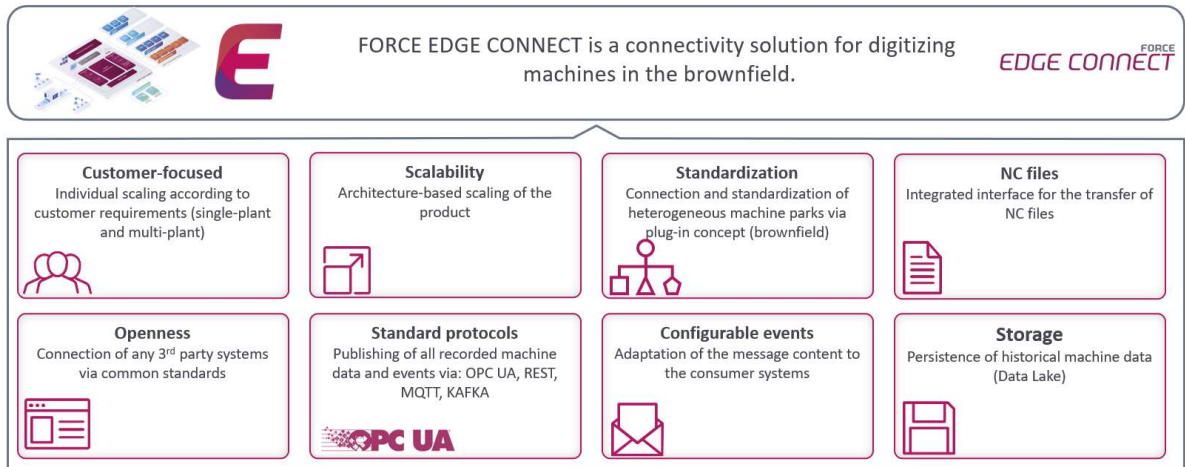 FORCE EDGE CONNECT is a connectivity solution for digitizing
machines in the brownfield.
FORCE
EDGE CONNECT
Customer-focused
Individual scaling according to
customer requirements (single-plant
and multi-plant)
Scalability
Architecture-based scaling of the
product
Standardization
Connection and standardization of
heterogeneous machine parks via
plug-in concept (brownfield)
NC files
Integrated interface for the transfer of
NC files
Openness
Connection of any 3rd party systems
via common standards
Standard protocols
Publishing of all recorded machine
data and events via: OPC UA, REST,
MQTT, KAFKA
OPC UA
Configurable events
Adaptation of the message content to
the consumer systems
Storage
Persistence of historical machine data
(Data Lake)